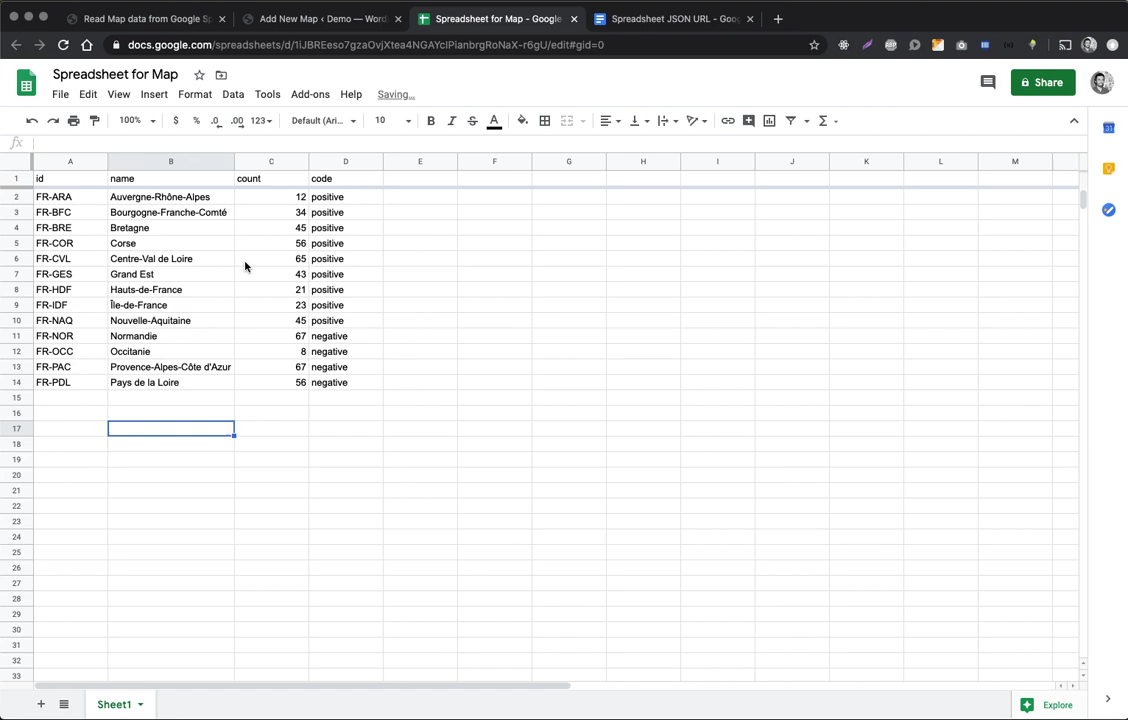 Read Map data from Google Sp
Add New Map ‹ Demo — Word
Spreadsheet for Map - Google
Spreadsheet JSON URL - Goo
docs.google.com/spreadsheets/d/1iJBREeso7gzaOvjXtea4NGAYclPianbrgRoNaX-r6gU/edit#gid=0
Spreadsheet for Map
File Edit View Insert Format Data Tools Add-ons Help Saving...
Share
100% $ % .0 .00 123 Default (Ari... 10 B I S A
fx
A B C D E F G H I J K L M
1 id name count code
2 FR-ARA Auvergne-Rhône-Alpes 12 positive
3 FR-BFC Bourgogne-Franche-Comté 34 positive
4 FR-BRE Bretagne 45 positive
5 FR-COR Corse 56 positive
6 FR-CVL Centre-Val de Loire 65 positive
7 FR-GES Grand Est 43 positive
8 FR-HDF Hauts-de-France 21 positive
9 FR-IDF Île-de-France 23 positive
10 FR-NAQ Nouvelle-Aquitaine 45 positive
11 FR-NOR Normandie 67 negative
12 FR-OCC Occitanie 8 negative
13 FR-PAC Provence-Alpes-Côte d'Azur 67 negative
14 FR-PDL Pays de la Loire 56 negative
15
16
17
18
19
20
21
22
23
24
25
26
27
28
29
30
31
32
33
Sheet1
Explore